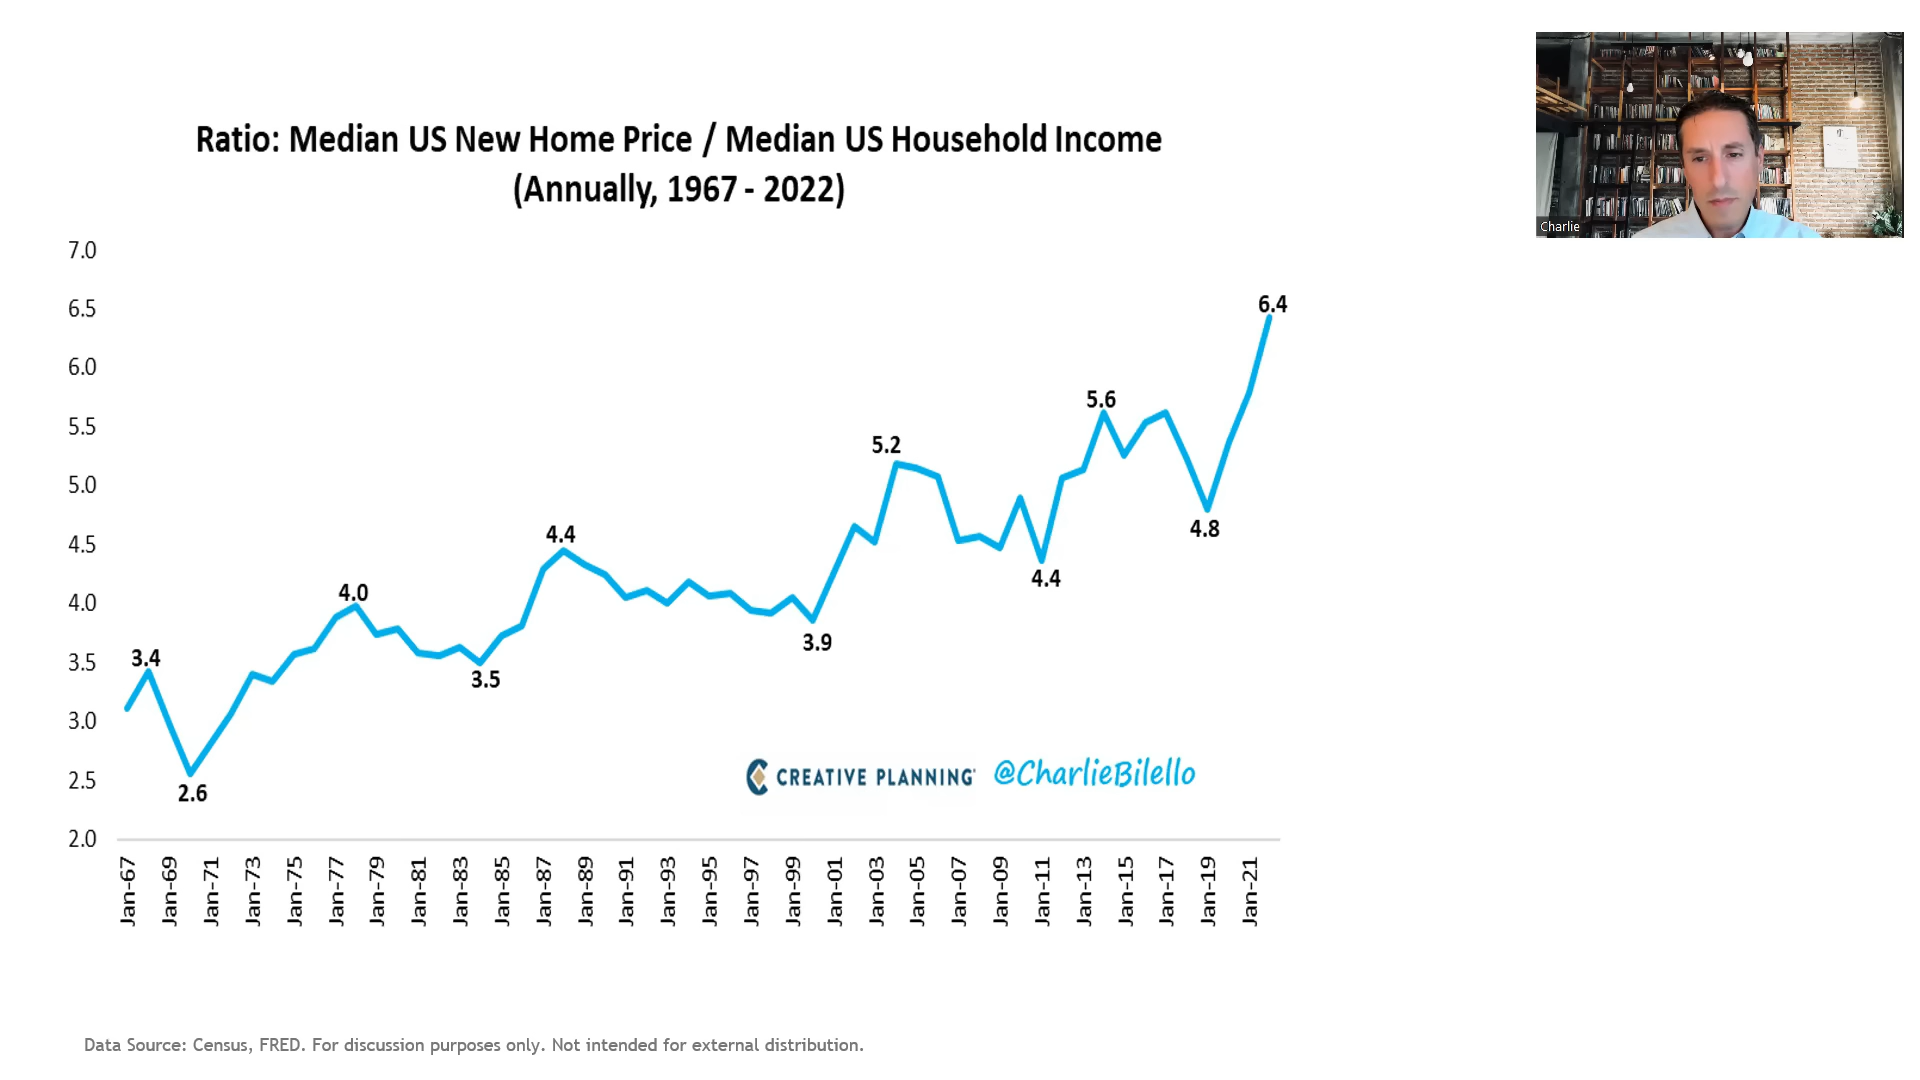 Ratio: Median US New Home Price / Median US Household Income
(Annually, 1967 - 2022)
Charlie
7.0
6.5
6.0
5.5
5.0
4.5
4.0
3.5
3.0
2.5
2.0
3.4
2.6
4.0
3.5
4.4
3.9
5.2
4.4
5.6
4.8
6.4
CREATIVE PLANNING
@CharlieBilello
Jan-67
Jan-69
Jan-71
Jan-73
Jan-75
Jan-77
Jan-79
Jan-81
Jan-83
Jan-85
Jan-87
Jan-89
Jan-91
Jan-93
Jan-95
Jan-97
Jan-99
Jan-01
Jan-03
Jan-05
Jan-07
Jan-09
Jan-11
Jan-13
Jan-15
Jan-17
Jan-19
Jan-21
Data Source: Census, FRED. For discussion purposes only. Not intended for external distribution.